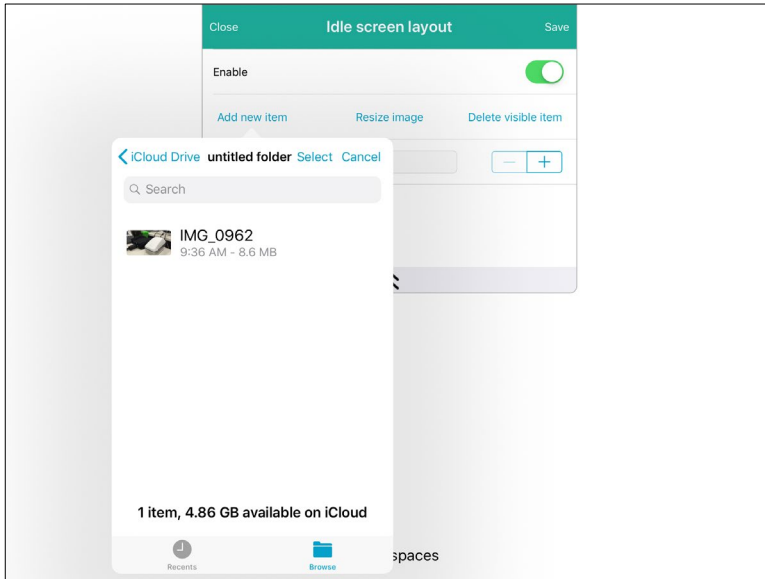 Close Idle screen layout Save
Enable
Add new item Resize image Delete visible item
iCloud Drive untitled folder Select Cancel
Search
IMG_0962
9:36 AM - 8.6 MB
1 item, 4.86 GB available on iCloud
Recents Browse
spaces